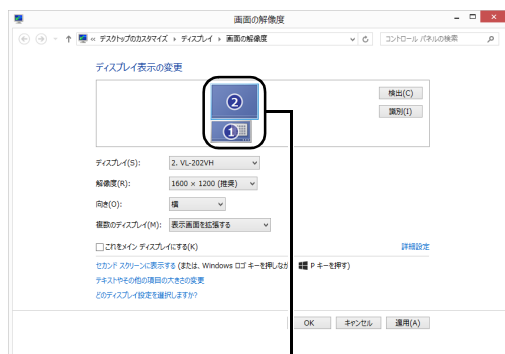 画面の解像度
« デスクトップのカスタマイズ ▸ ディスプレイ ▸ 画面の解像度
コントロール パネルの検索
ディスプレイ表示の変更
2
1
検出(C)
識別(I)
ディスプレイ(S): 2. VL-202VH
解像度(R): 1600 × 1200 (推奨)
向き(O): 横
複数のディスプレイ(M): 表示画面を拡張する
これをメイン ディスプレイにする(K)
詳細設定
セカンド スクリーンに表示する (または、Windows ロゴ キーを押しなが P キーを押す)
テキストやその他の項目の大きさの変更
どのディスプレイ設定を選択しますか?
OK キャンセル 適用(A)